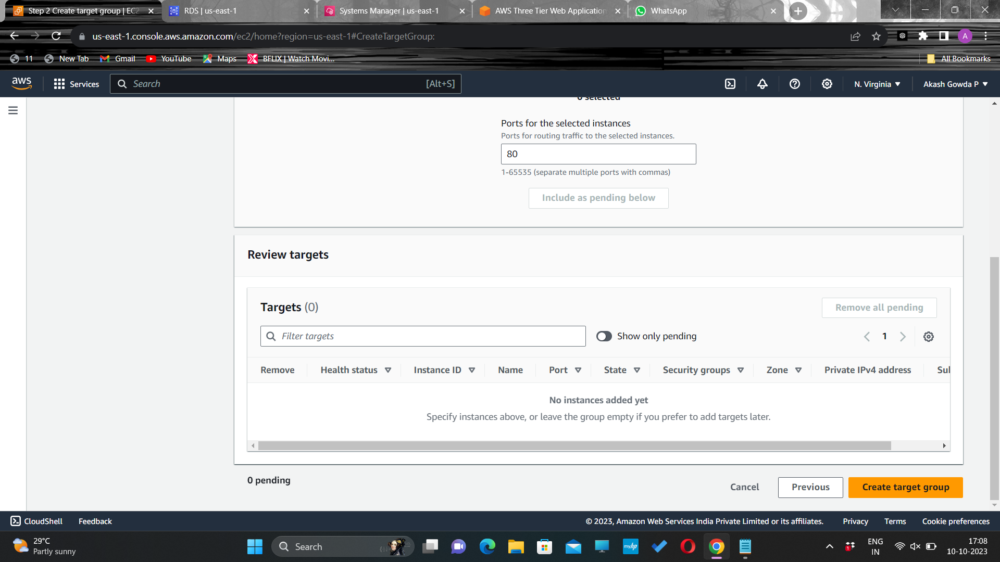 Step 2 Create target group | EC2
RDS | us-east-1
Systems Manager | us-east-1
AWS Three Tier Web Application
WhatsApp
us-east-1.console.aws.amazon.com/ec2/home?region=us-east-1#CreateTargetGroup:
A
11
New Tab
Gmail
YouTube
Maps
BFLIX | Watch Movi...
All Bookmarks
aws
Services
Search
[Alt+S]
N. Virginia
Akash Gowda P
0 selected
Ports for the selected instances
Ports for routing traffic to the selected instances.
80
1-65535 (separate multiple ports with commas)
Include as pending below
Review targets
Targets (0)
Remove all pending
Filter targets
Show only pending
1
Remove
Health status
Instance ID
Name
Port
State
Security groups
Zone
Private IPv4 address
Sul
No instances added yet
Specify instances above, or leave the group empty if you prefer to add targets later.
0 pending
Cancel
Previous
Create target group
CloudShell
Feedback
© 2023, Amazon Web Services India Private Limited or its affiliates.
Privacy
Terms
Cookie preferences
29°C
Partly sunny
Search
myhp
1
ENG
IN
17:08
10-10-2023